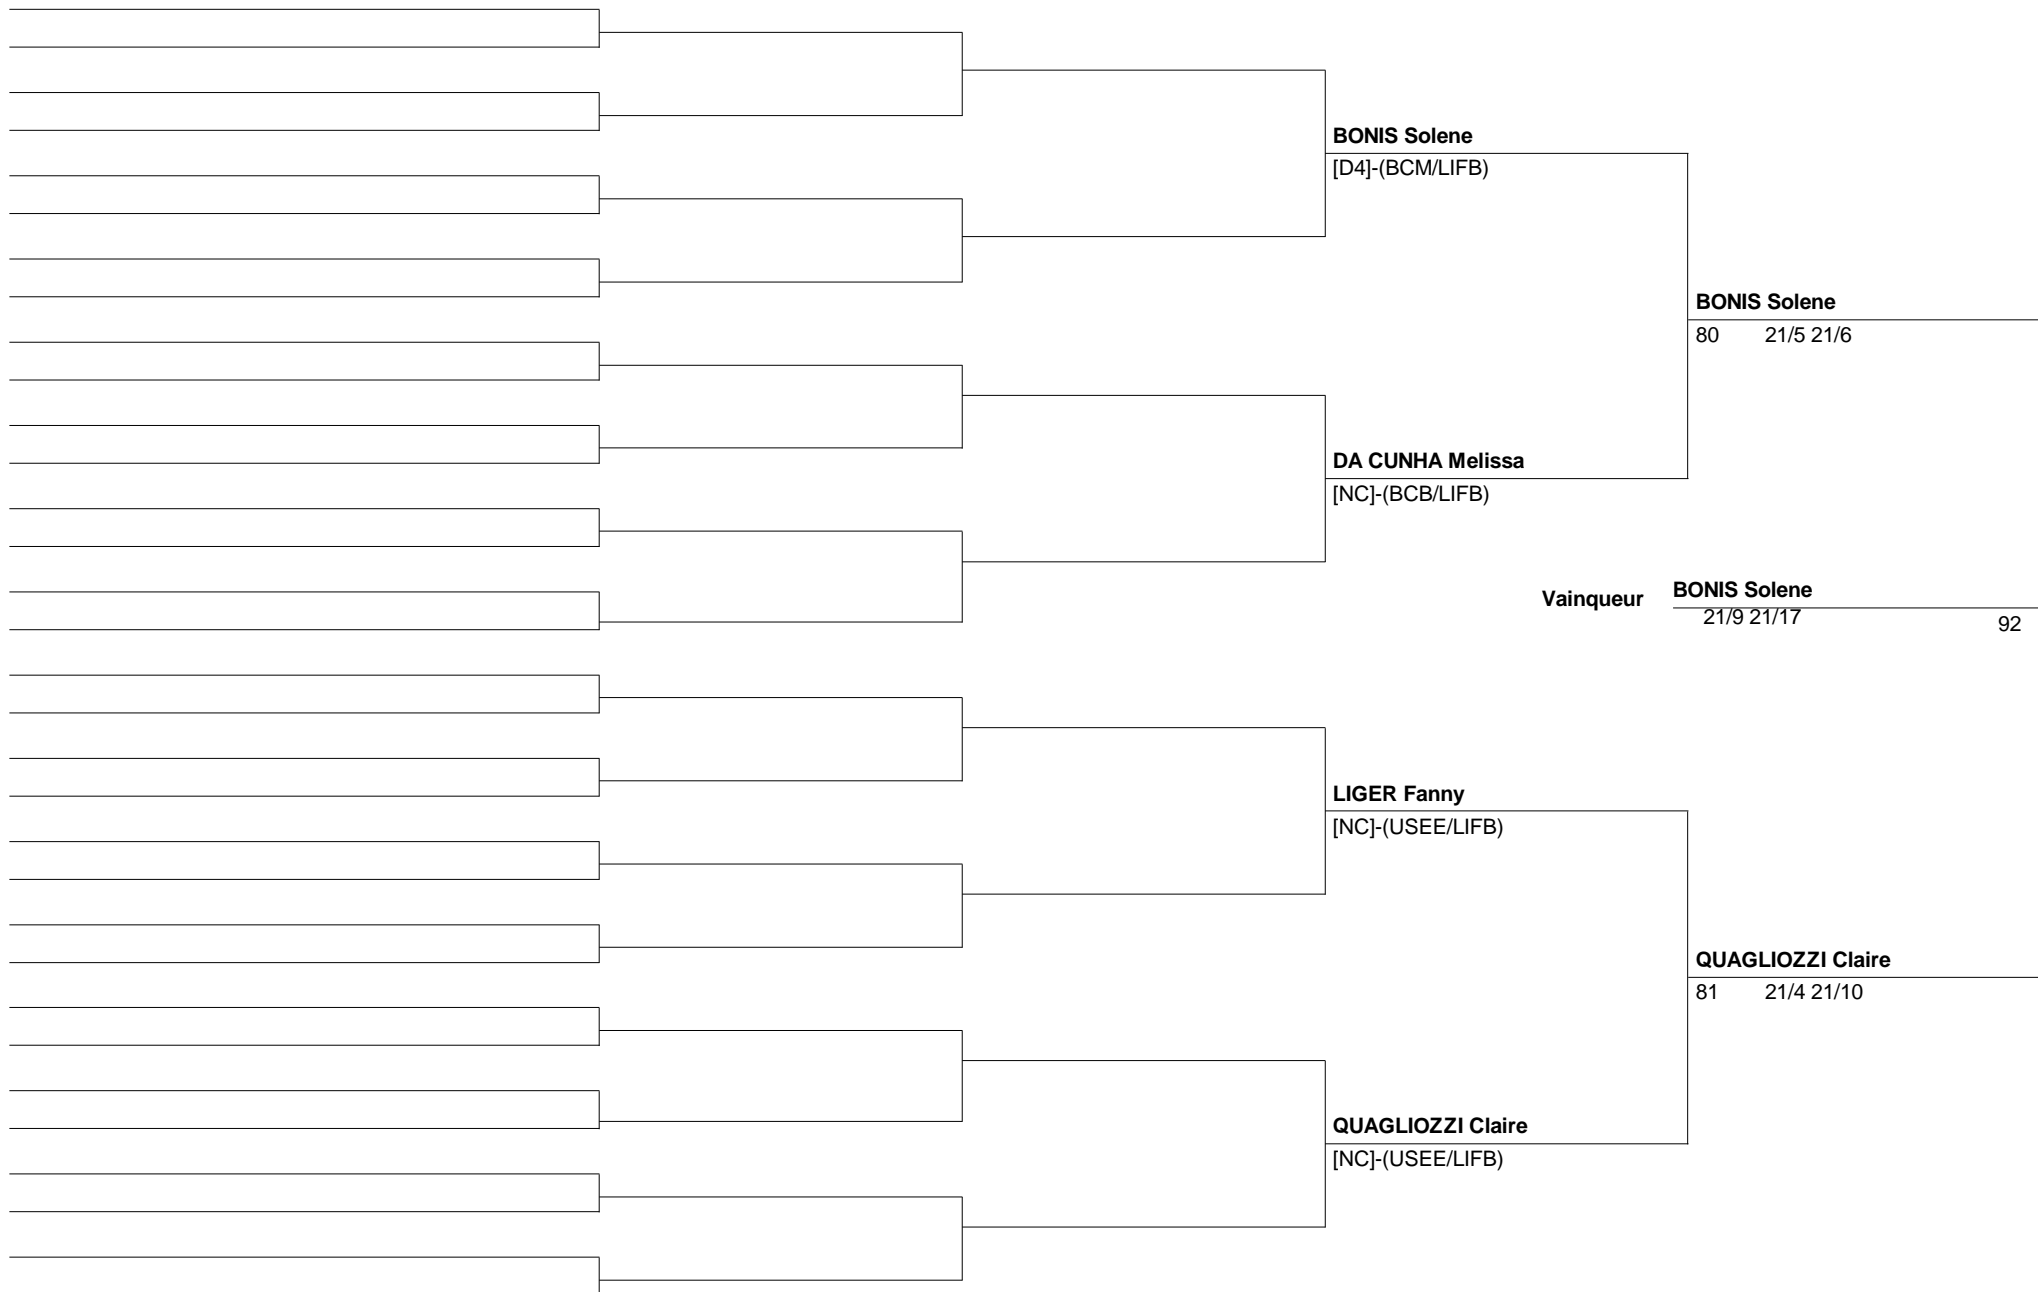 BONIS Solene
[D4]-(BCM/LIFB)
BONIS Solene
80 21/5 21/6
DA CUNHA Melissa
[NC]-(BCB/LIFB)
Vainqueur BONIS Solene
21/9 21/17 92
LIGER Fanny
[NC]-(USEE/LIFB)
QUAGLIOZZI Claire
81 21/4 21/10
QUAGLIOZZI Claire
[NC]-(USEE/LIFB)